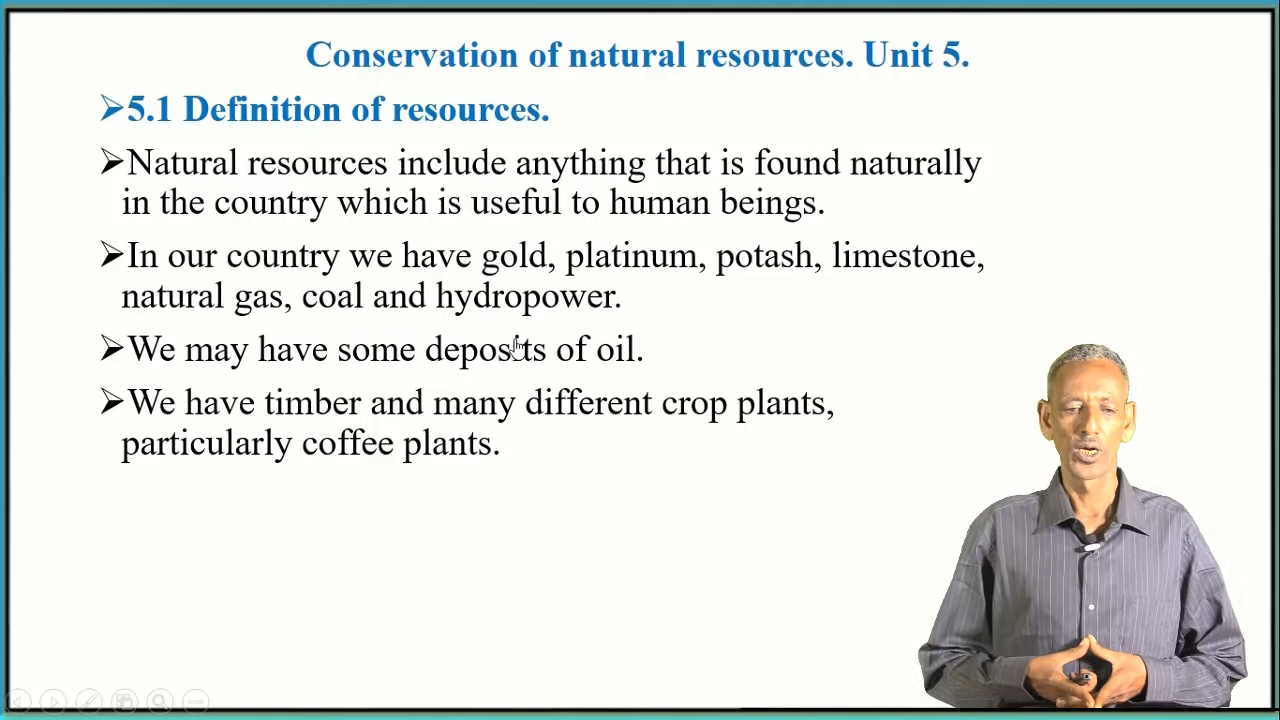 Conservation of natural resources. Unit 5.
➢5.1 Definition of resources.
➢Natural resources include anything that is found naturally
in the country which is useful to human beings.
➢In our country we have gold, platinum, potash, limestone,
natural gas, coal and hydropower.
➢We may have some deposits of oil.
➢We have timber and many different crop plants,
particularly coffee plants.